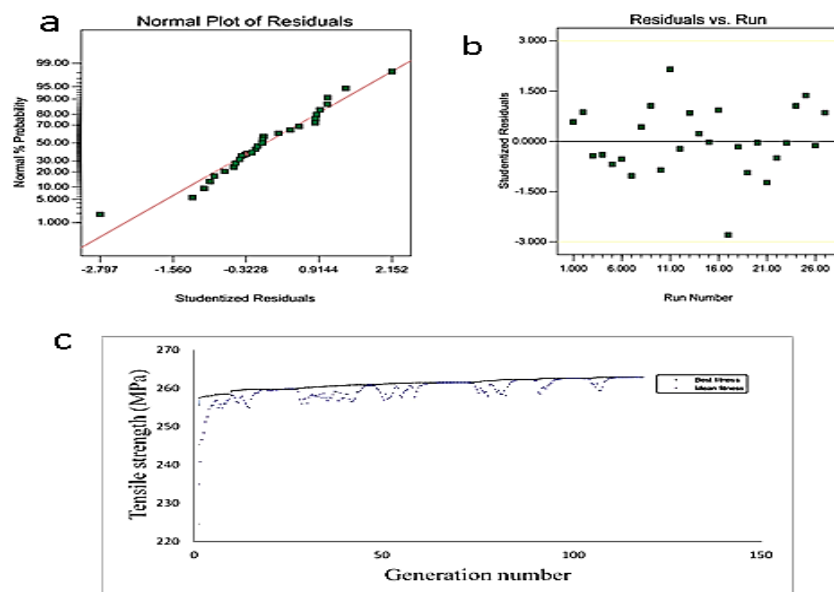 a
Normal Plot of Residuals
Normal % Probability
99.00
95.00
90.00
80.00
70.00
50.00
30.00
20.00
10.00
5.000
1.000
-2.797 -1.560 -0.3228 0.9144 2.152
Studentized Residuals
b
Residuals vs. Run
Studentized Residuals
3.000
1.500
0.0000
-1.500
-3.000
1.000 6.000 11.00 16.00 21.00 26.00
Run Number
c
Tensile strength (MPa)
270
260
250
240
230
220
0 50 100 150
Generation number
Best fitness
Mean fitness